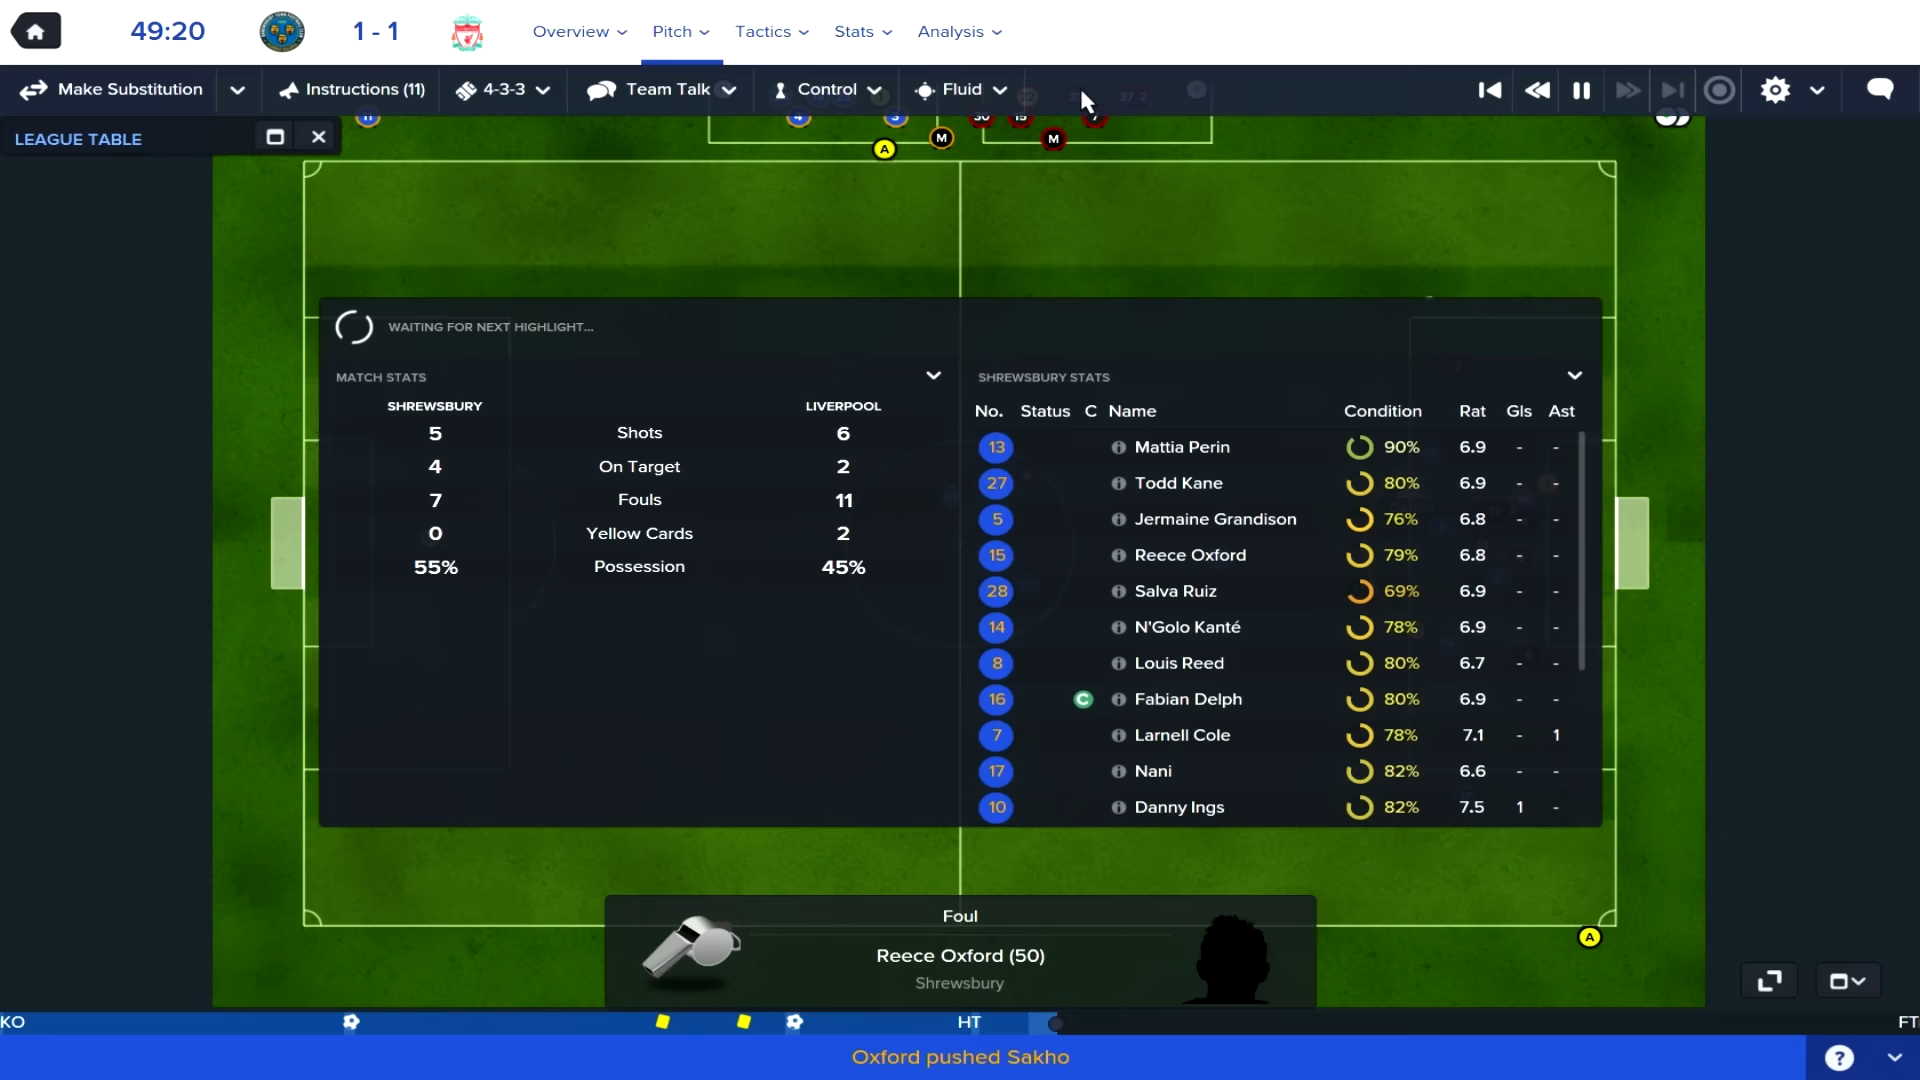 49:20
1 - 1
Overview
Pitch
Tactics
Stats
Analysis
Make Substitution
Instructions (11)
4-3-3
Team Talk
Control
Fluid
LEAGUE TABLE
A
M
M
WAITING FOR NEXT HIGHLIGHT...
MATCH STATS
SHREWSBURY LIVERPOOL
5 Shots 6
4 On Target 2
7 Fouls 11
0 Yellow Cards 2
55% Possession 45%
SHREWSBURY STATS
No. Status C Name Condition Rat Gls Ast
13 Mattia Perin 90% 6.9 - -
27 Todd Kane 80% 6.9 - -
5 Jermaine Grandison 76% 6.8 - -
15 Reece Oxford 79% 6.8 - -
28 Salva Ruiz 69% 6.9 - -
14 N'Golo Kanté 78% 6.9 - -
8 Louis Reed 80% 6.7 - -
16 C Fabian Delph 80% 6.9 - -
7 Larnell Cole 78% 7.1 - 1
17 Nani 82% 6.6 - -
10 Danny Ings 82% 7.5 1 -
Foul
Reece Oxford (50)
Shrewsbury
A
KO
HT
FT
Oxford pushed Sakho
?